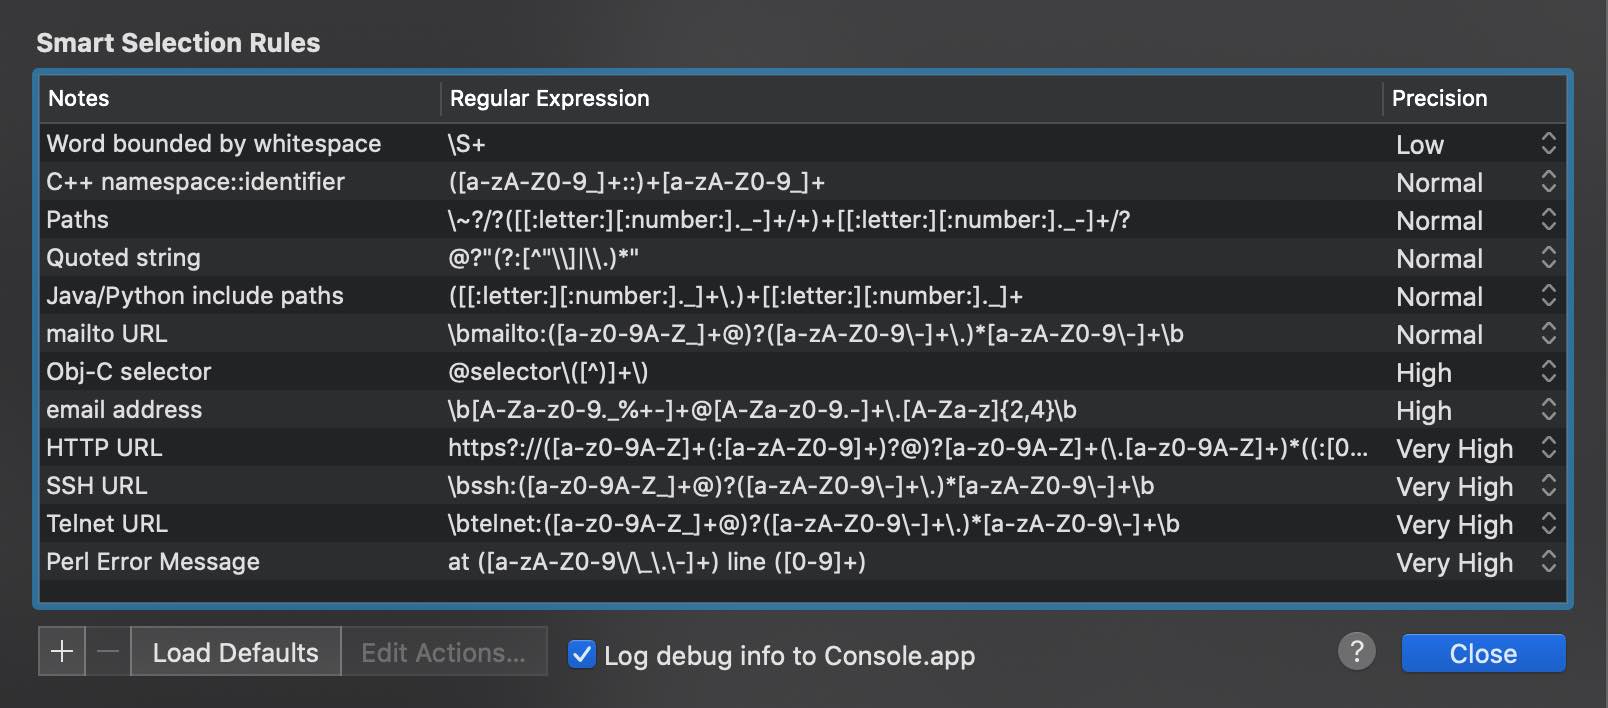 Smart Selection Rules
Notes Regular Expression Precision
Word bounded by whitespace \S+ Low
C++ namespace::identifier ([a-zA-Z0-9_]+::)+[a-zA-Z0-9_]+ Normal
Paths \~?/?([[:letter:][:number:]._-]+/+)+[[:letter:][:number:]._-]+/? Normal
Quoted string @?"(?:[^"\\]|\\.)*" Normal
Java/Python include paths ([[:letter:][:number:]._]+\.)+[[:letter:][:number:]._]+ Normal
mailto URL \bmailto:([a-z0-9A-Z_]+@)?([a-zA-Z0-9\-]+\.)*[a-zA-Z0-9\-]+\b Normal
Obj-C selector @selector\([^)]+\) High
email address \b[A-Za-z0-9._%+-]+@[A-Za-z0-9.-]+\.[A-Za-z]{2,4}\b High
HTTP URL https?://([a-z0-9A-Z]+(:[a-zA-Z0-9]+)?@)?[a-z0-9A-Z]+(\.[a-z0-9A-Z]+)*((:[0... Very High
SSH URL \bssh:([a-z0-9A-Z_]+@)?([a-zA-Z0-9\-]+\.)*[a-zA-Z0-9\-]+\b Very High
Telnet URL \btelnet:([a-z0-9A-Z_]+@)?([a-zA-Z0-9\-]+\.)*[a-zA-Z0-9\-]+\b Very High
Perl Error Message at ([a-zA-Z0-9\/\_\.\-]+) line ([0-9]+) Very High
+ − Load Defaults Edit Actions... Log debug info to Console.app ? Close